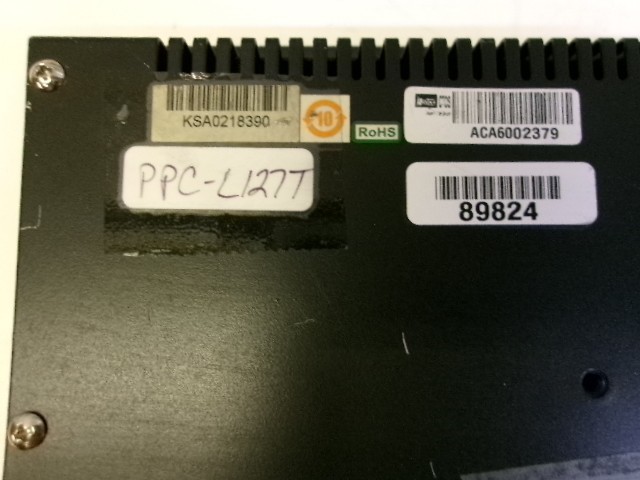 KSA0218390
10
RoHS
ACA6002379
PPC-L127T
89824